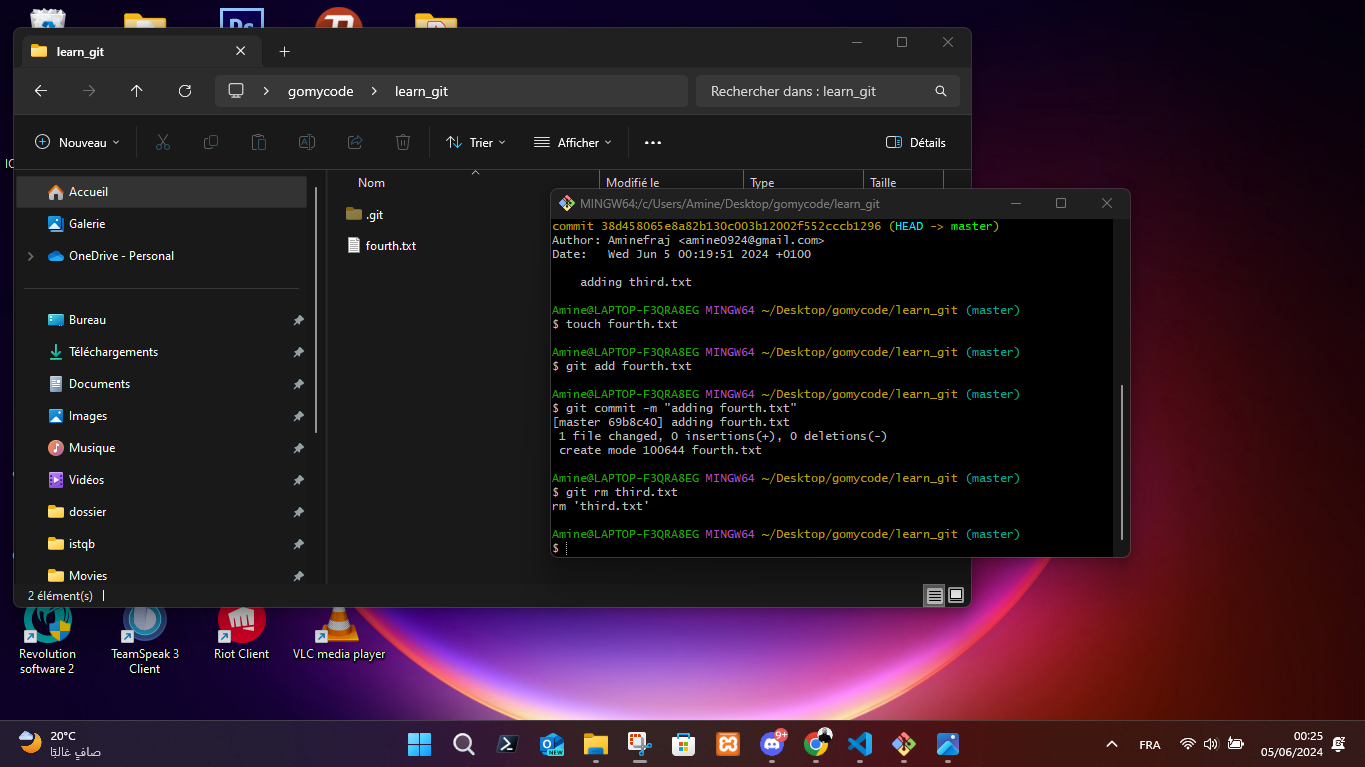 Ps
learn_git
gomycode
learn_git
Rechercher dans : learn_git
Nouveau
Trier
Afficher
Détails
Accueil
Galerie
OneDrive - Personal
Bureau
Téléchargements
Documents
Images
Musique
Vidéos
dossier
istqb
Movies
Nom
Modifié le
Type
Taille
.git
fourth.txt
2 élément(s)
MINGW64:/c/Users/Amine/Desktop/gomycode/learn_git
commit 38d458065e8a82b130c003b12002f552cccb1296 (HEAD -> master)
Author: Aminefraj <amine0924@gmail.com>
Date:   Wed Jun 5 00:19:51 2024 +0100
    adding third.txt
Amine@LAPTOP-F3QRA8EG MINGW64 ~/Desktop/gomycode/learn_git (master)
$ touch fourth.txt
Amine@LAPTOP-F3QRA8EG MINGW64 ~/Desktop/gomycode/learn_git (master)
$ git add fourth.txt
Amine@LAPTOP-F3QRA8EG MINGW64 ~/Desktop/gomycode/learn_git (master)
$ git commit -m "adding fourth.txt"
[master 69b8c40] adding fourth.txt
 1 file changed, 0 insertions(+), 0 deletions(-)
 create mode 100644 fourth.txt
Amine@LAPTOP-F3QRA8EG MINGW64 ~/Desktop/gomycode/learn_git (master)
$ git rm third.txt
rm 'third.txt'
Amine@LAPTOP-F3QRA8EG MINGW64 ~/Desktop/gomycode/learn_git (master)
$
Revolution
software 2
TeamSpeak 3
Client
Riot Client
VLC media player
20°C
صافٍ غالبًا
NEW
9+
FRA
00:25
05/06/2024